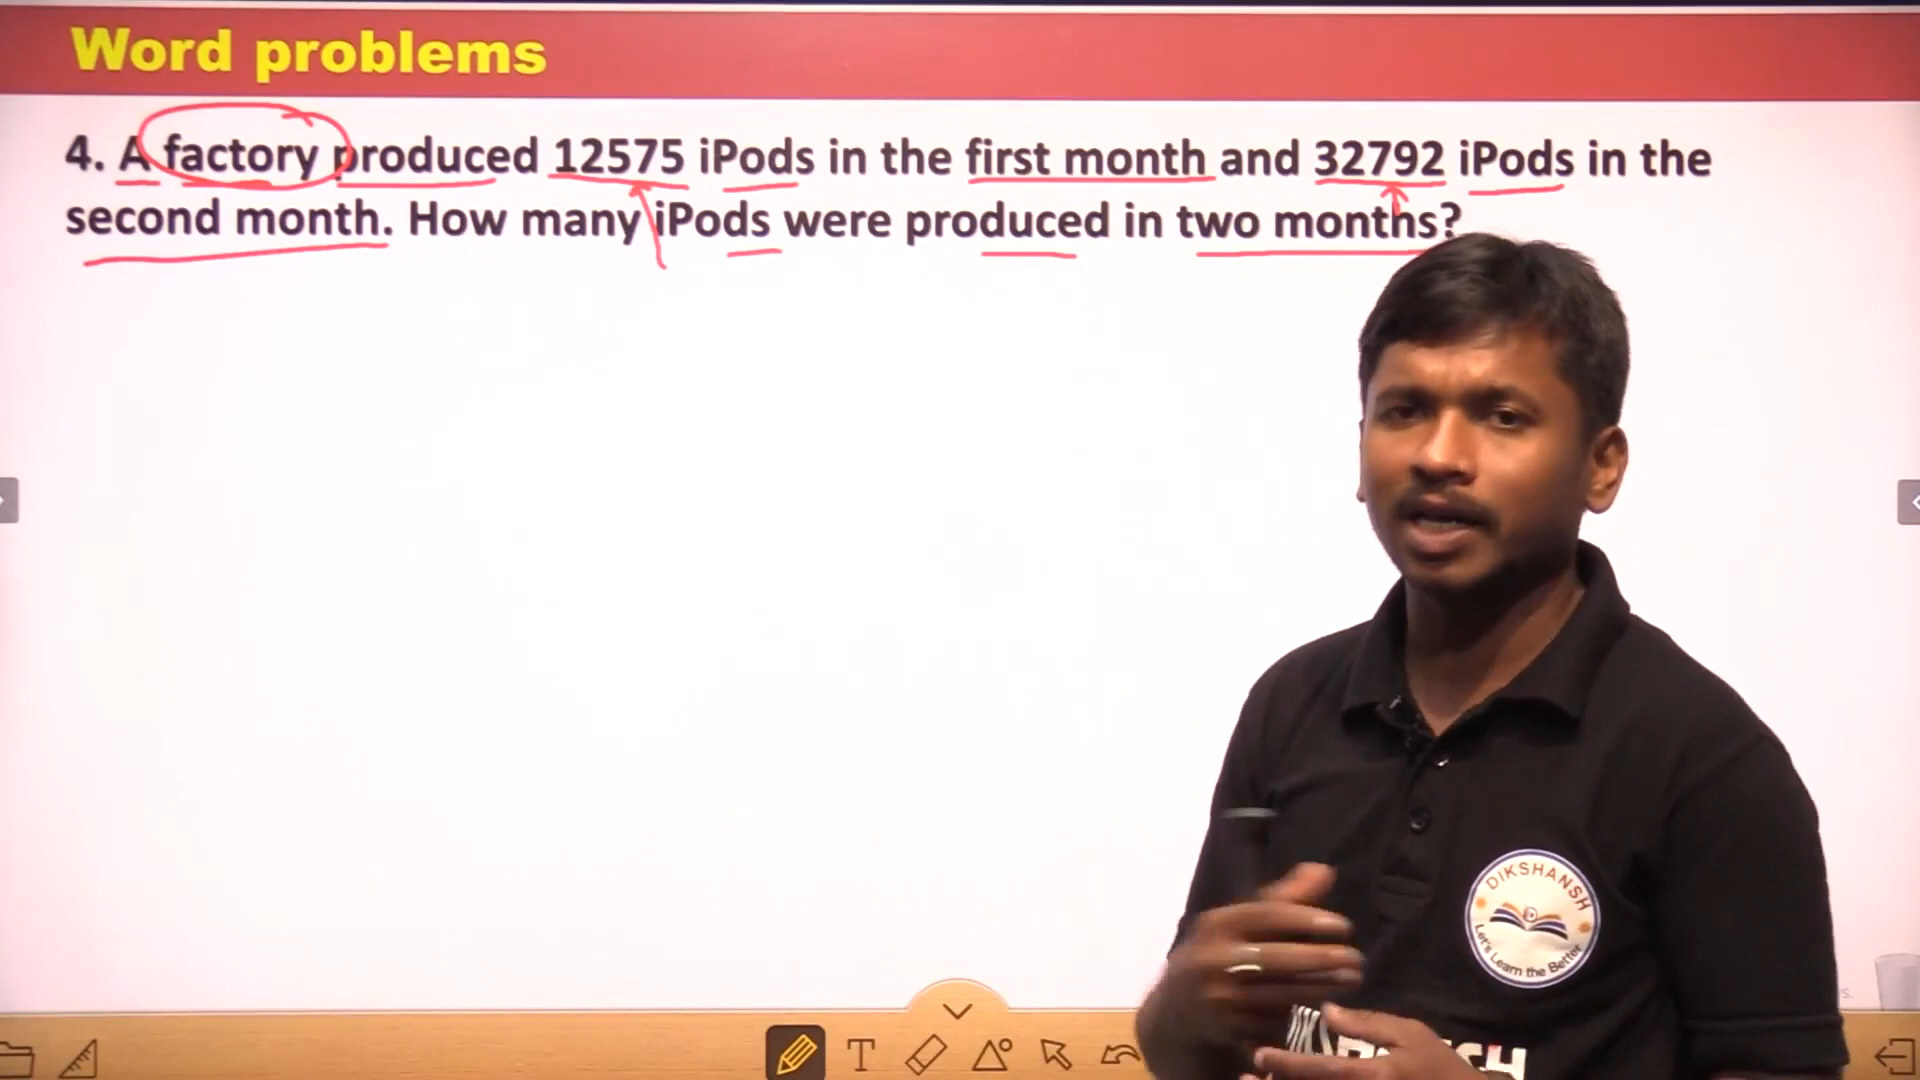 Word problems
4. A factory produced 12575 iPods in the first month and 32792 iPods in the
second month. How many iPods were produced in two months?
DIKSHANSH
Let's Learn the Better
T